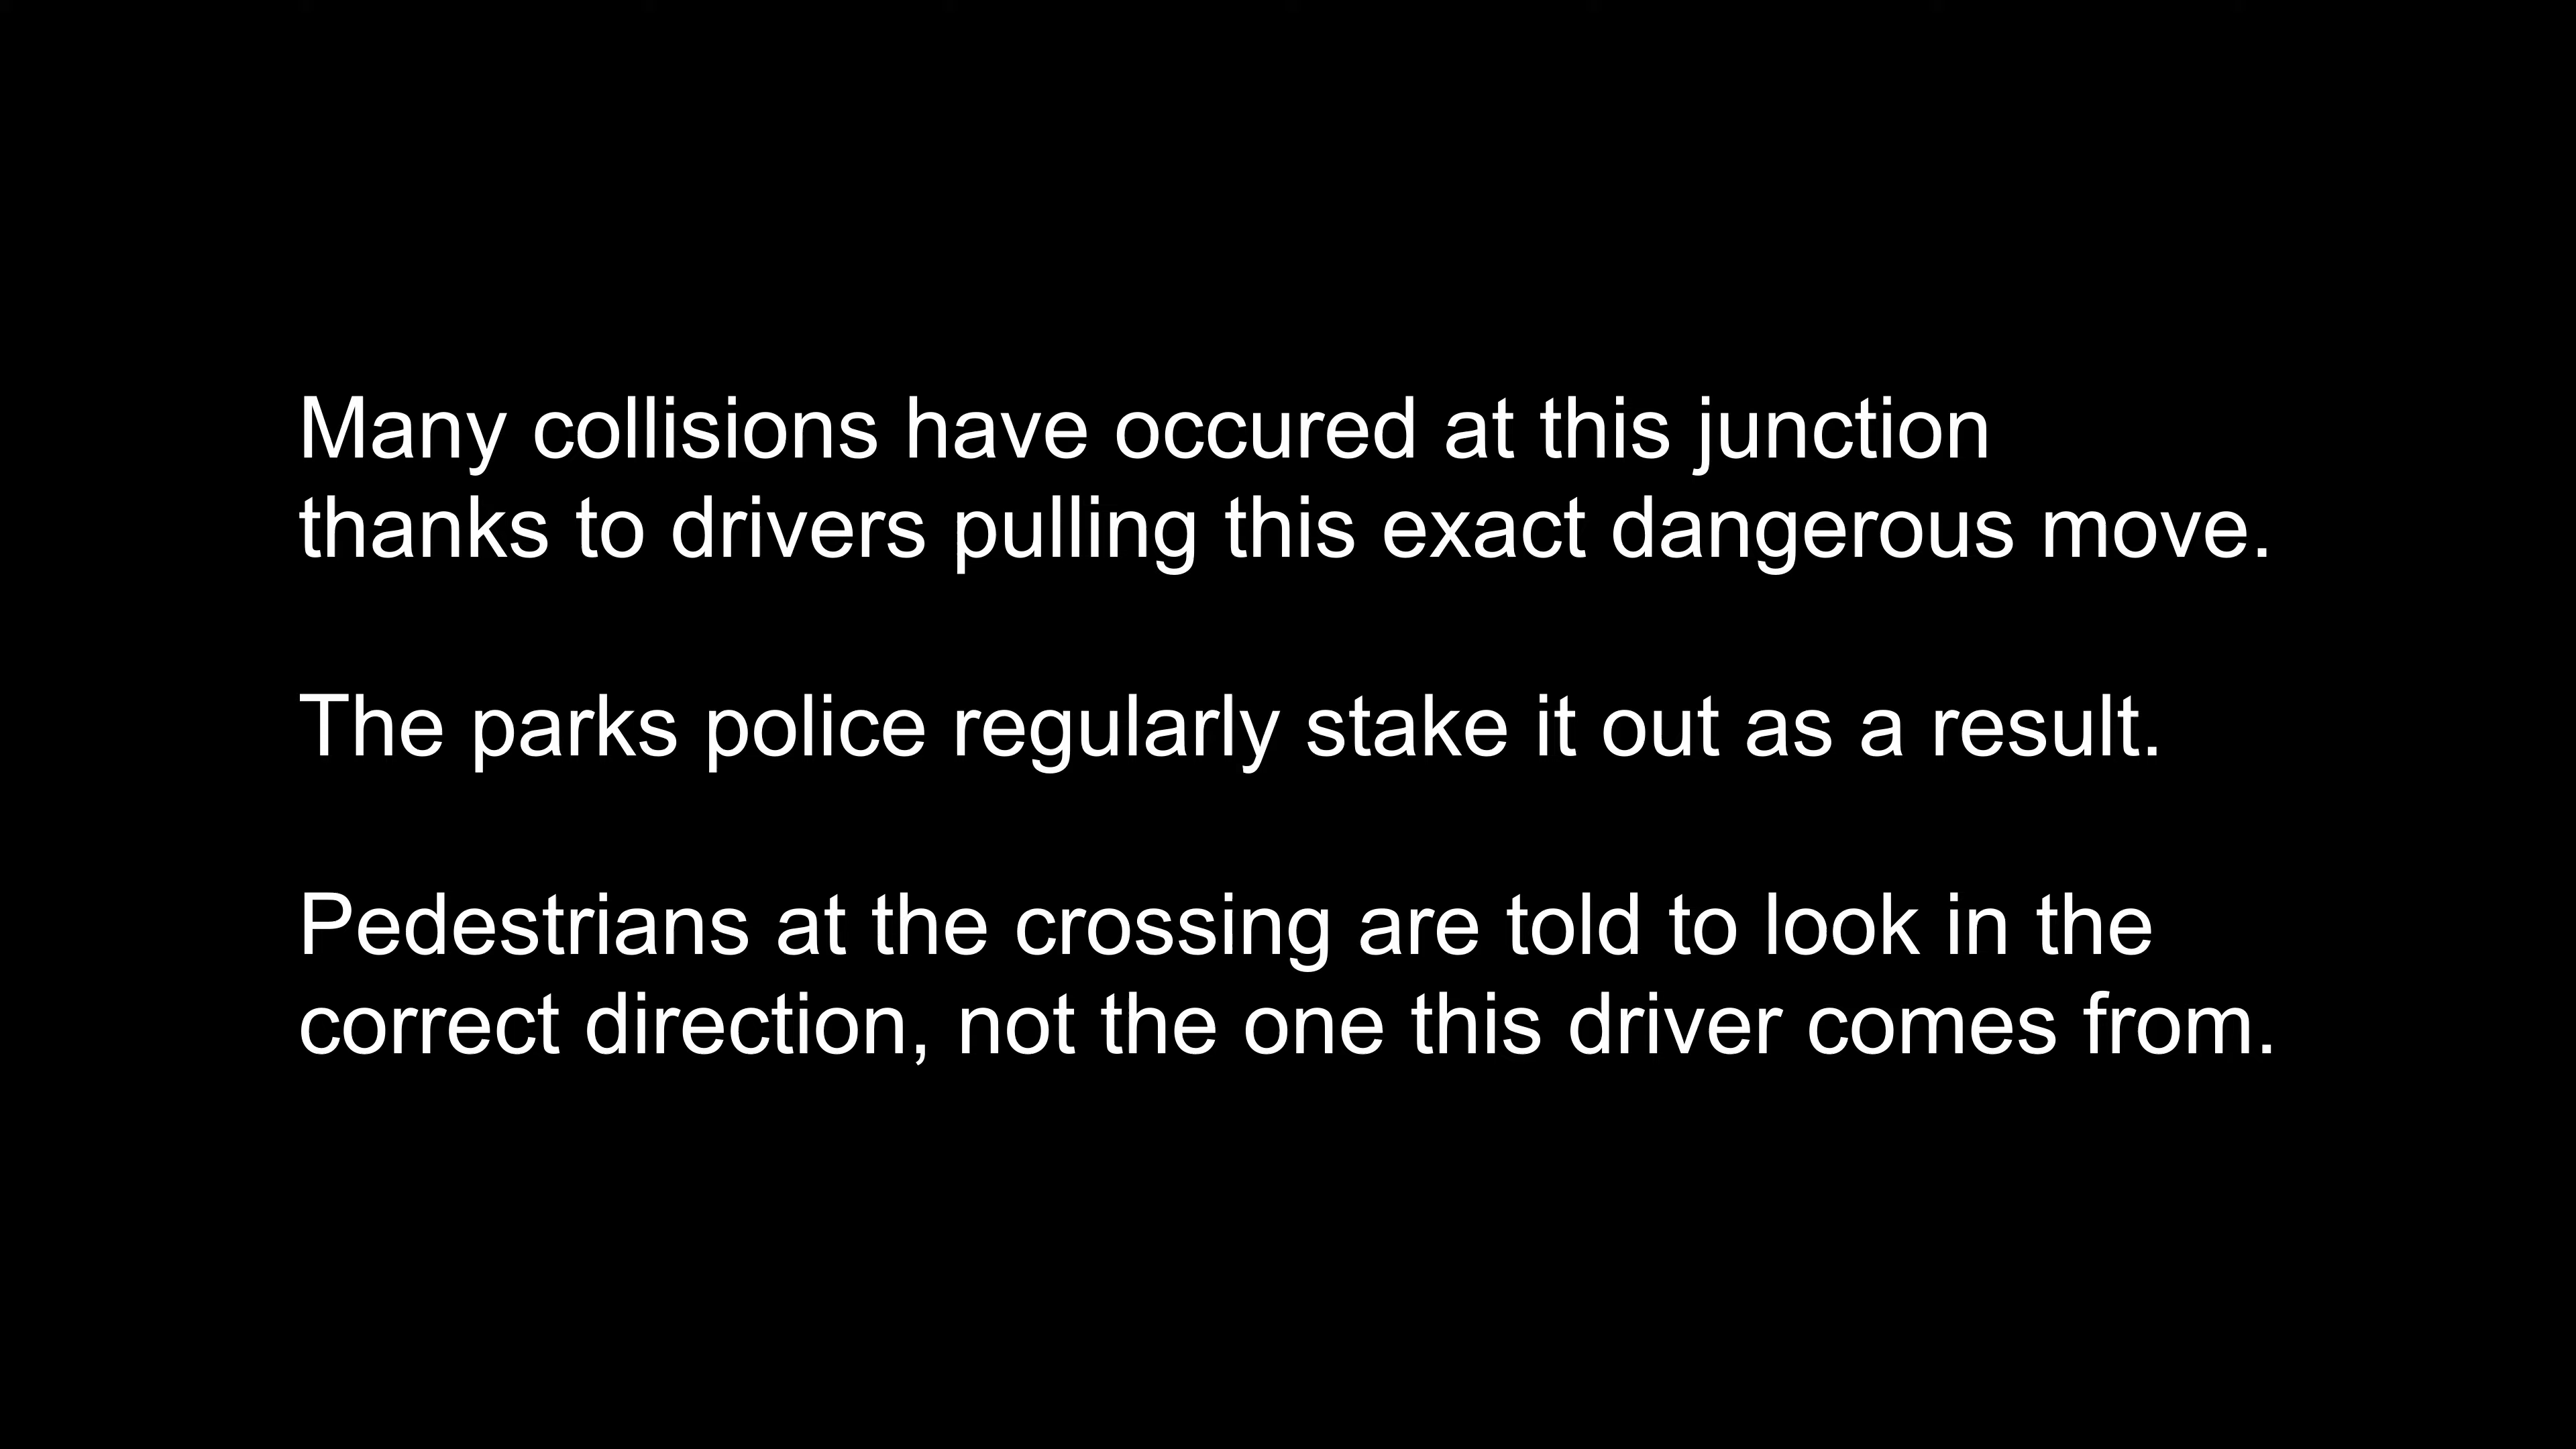 Many collisions have occured at this junction
thanks to drivers pulling this exact dangerous move.
The parks police regularly stake it out as a result.
Pedestrians at the crossing are told to look in the
correct direction, not the one this driver comes from.